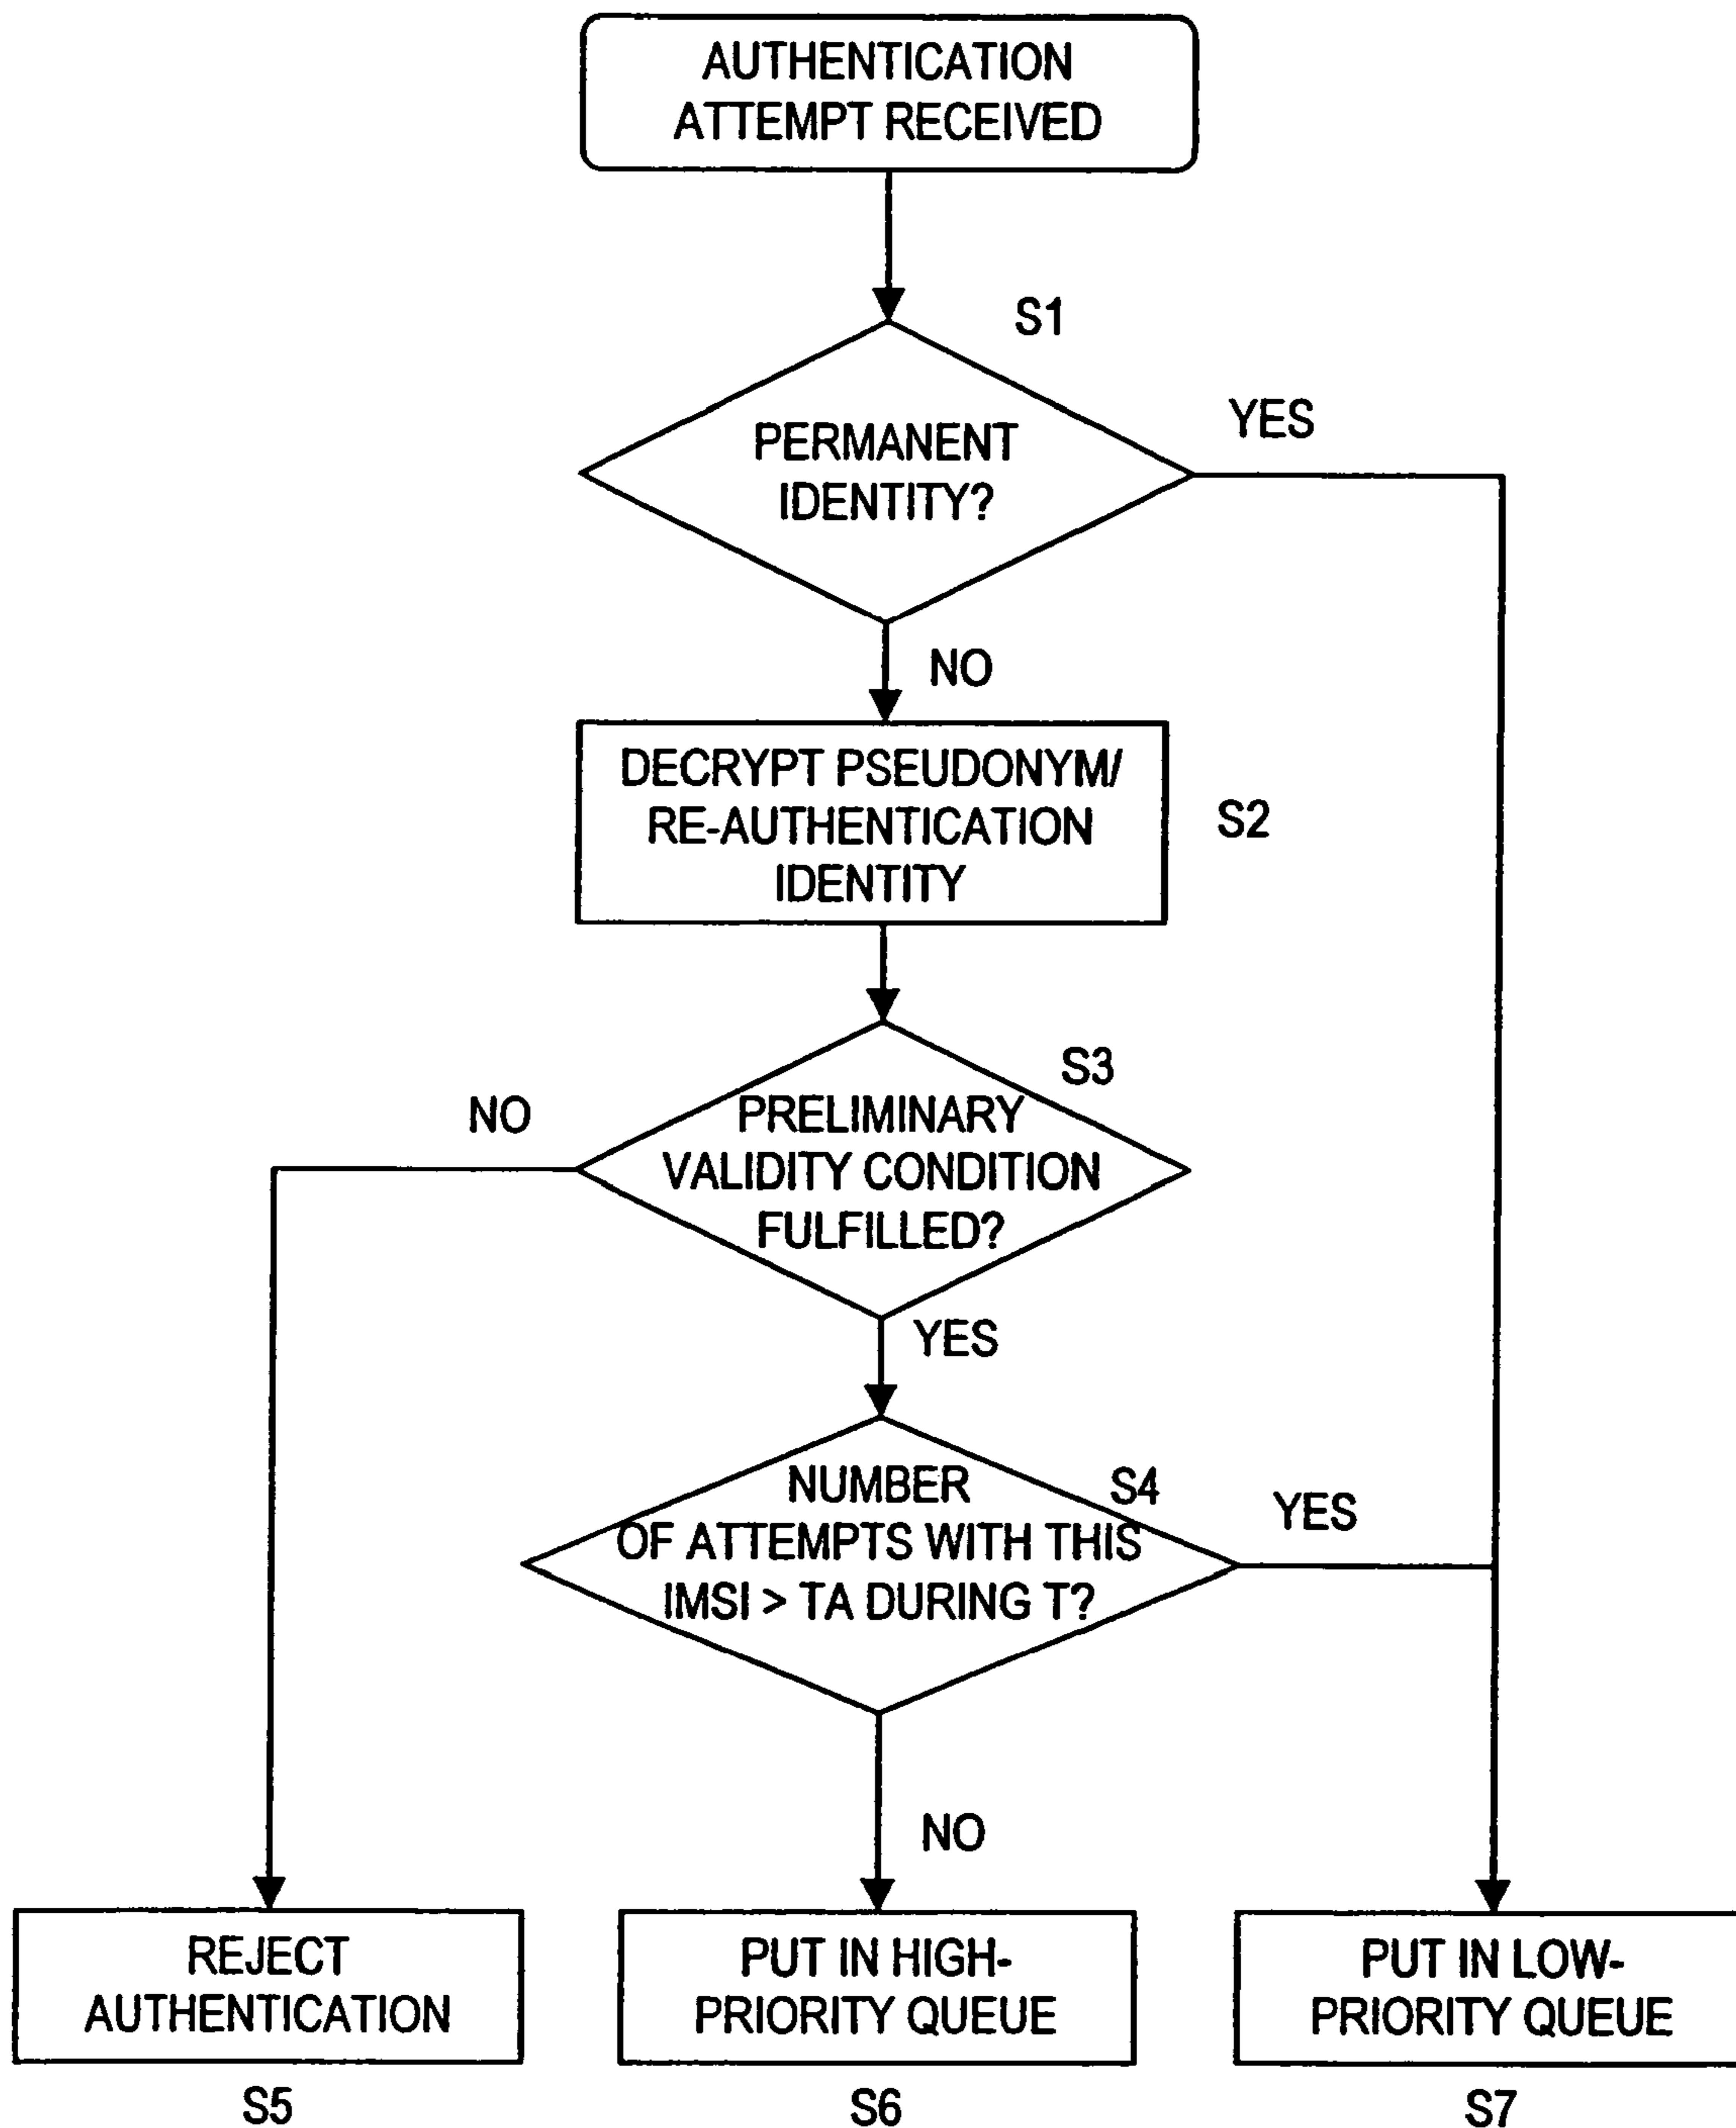 AUTHENTICATION
ATTEMPT RECEIVED
S1
YES
PERMANENT
IDENTITY?
NO
DECRYPT PSEUDONYM/
RE-AUTHENTICATION
IDENTITY
S2
S3
NO
PRELIMINARY
VALIDITY CONDITION
FULFILLED?
YES
NUMBER
OF ATTEMPTS WITH THIS
IMSI > TA DURING T?
S4
YES
NO
REJECT
AUTHENTICATION
PUT IN HIGH-
PRIORITY QUEUE
PUT IN LOW-
PRIORITY QUEUE
S5
S6
S7